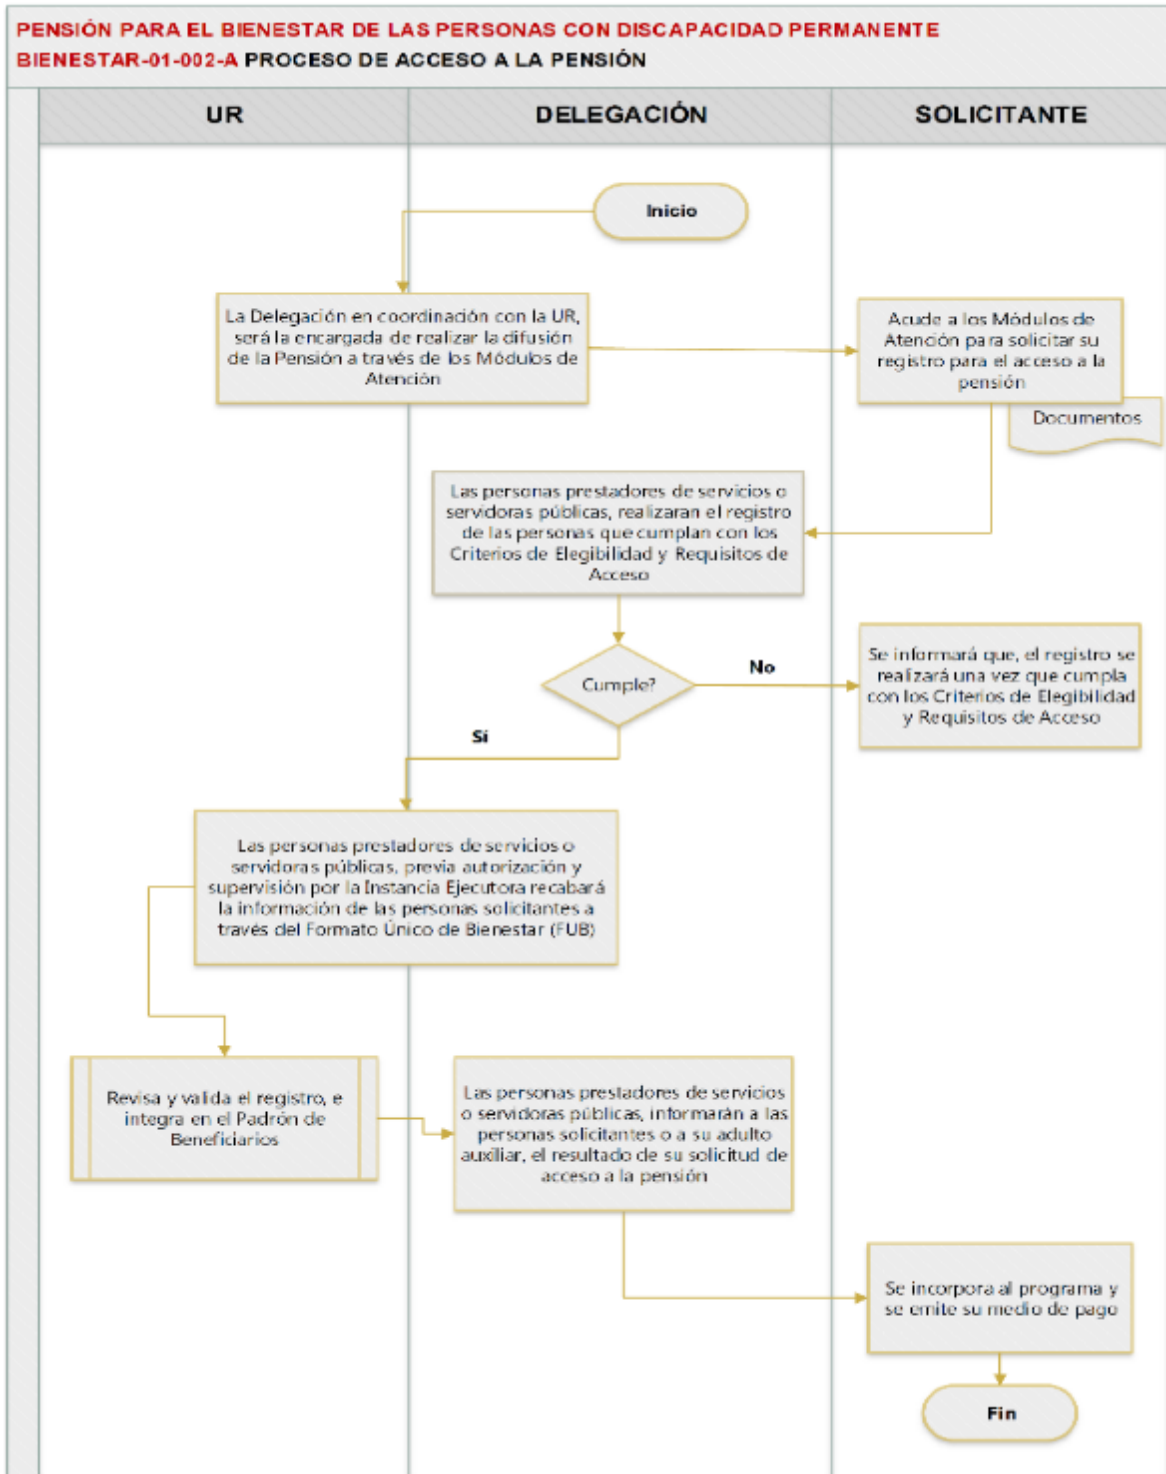 PENSIÓN PARA EL BIENESTAR DE LAS PERSONAS CON DISCAPACIDAD PERMANENTE
BIENESTAR-01-002-A PROCESO DE ACCESO A LA PENSIÓN
UR
DELEGACIÓN
SOLICITANTE
Inicio
La Delegación en coordinación con la UR,
será la encargada de realizar la difusión
de la Pensión a través de los Módulos de
Atención
Acude a los Módulos de
Atención para solicitar su
registro para el acceso a la
pensión
Documentos
Las personas prestadores de servicios o
servidoras públicas, realizaran el registro
de las personas que cumplan con los
Criterios de Elegibilidad y Requisitos de
Acceso
Cumple?
No
Se informará que, el registro se
realizará una vez que cumpla
con los Criterios de Elegibilidad
y Requisitos de Acceso
Sí
Las personas prestadores de servicios o
servidoras públicas, previa autorización y
supervisión por la Instancia Ejecutora recabará
la información de las personas solicitantes a
través del Formato Único de Bienestar (FUB)
Revisa y valida el registro, e
integra en el Padrón de
Beneficiarios
Las personas prestadores de servicios
o servidoras públicas, informarán a las
personas solicitantes o a su adulto
auxiliar, el resultado de su solicitud de
acceso a la pensión
Se incorpora al programa y
se emite su medio de pago
Fin